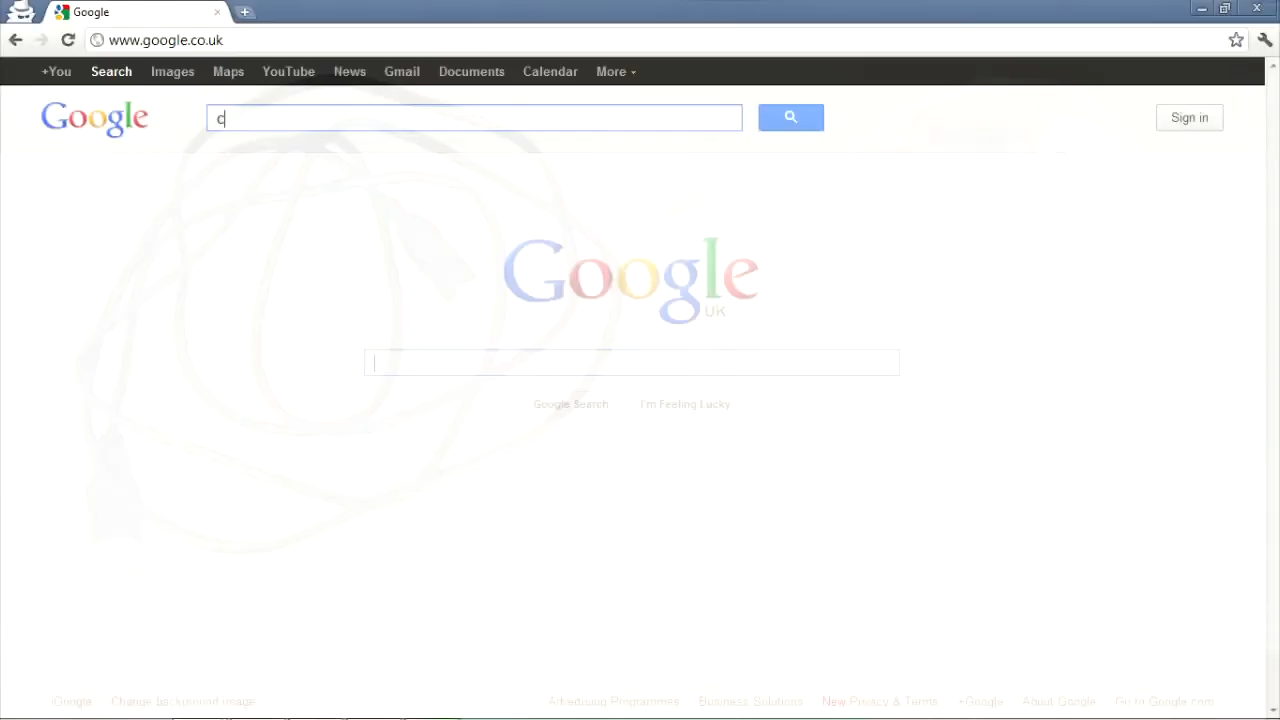 Google
www.google.co.uk
+You Search Images Maps YouTube News Gmail Documents Calendar More
Google c Sign in
Google
UK
Google Search I'm Feeling Lucky
iGoogle Change background image Advertising Programmes Business Solutions New Privacy & Terms +Google About Google Go to Google.com